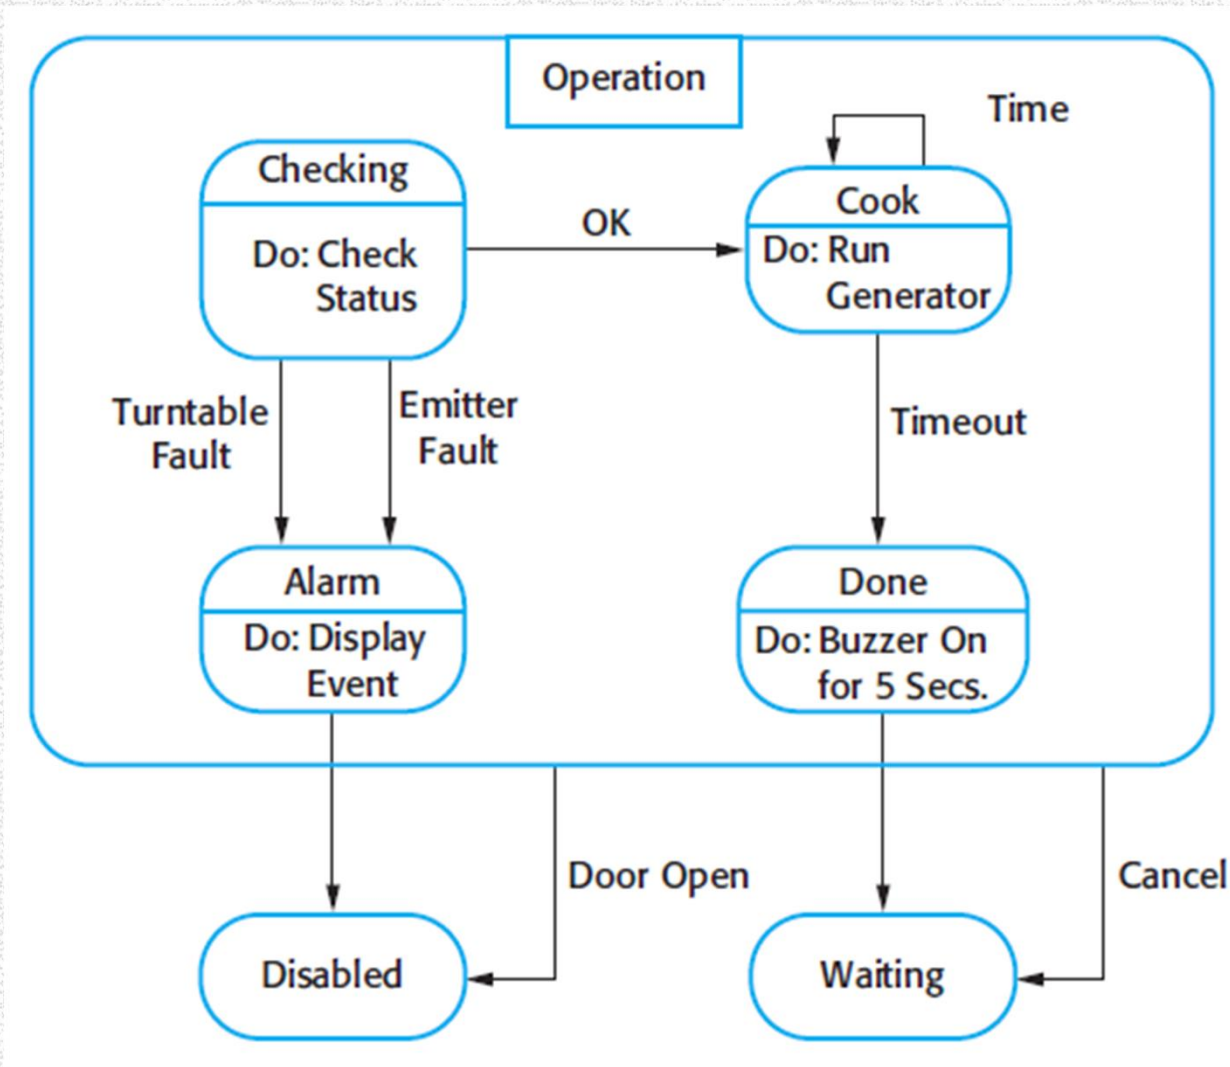 Operation
Time
Checking
Do: Check
Status
OK
Cook
Do: Run
Generator
Turntable
Fault
Emitter
Fault
Timeout
Alarm
Do: Display
Event
Done
Do: Buzzer On
for 5 Secs.
Door Open
Cancel
Disabled
Waiting